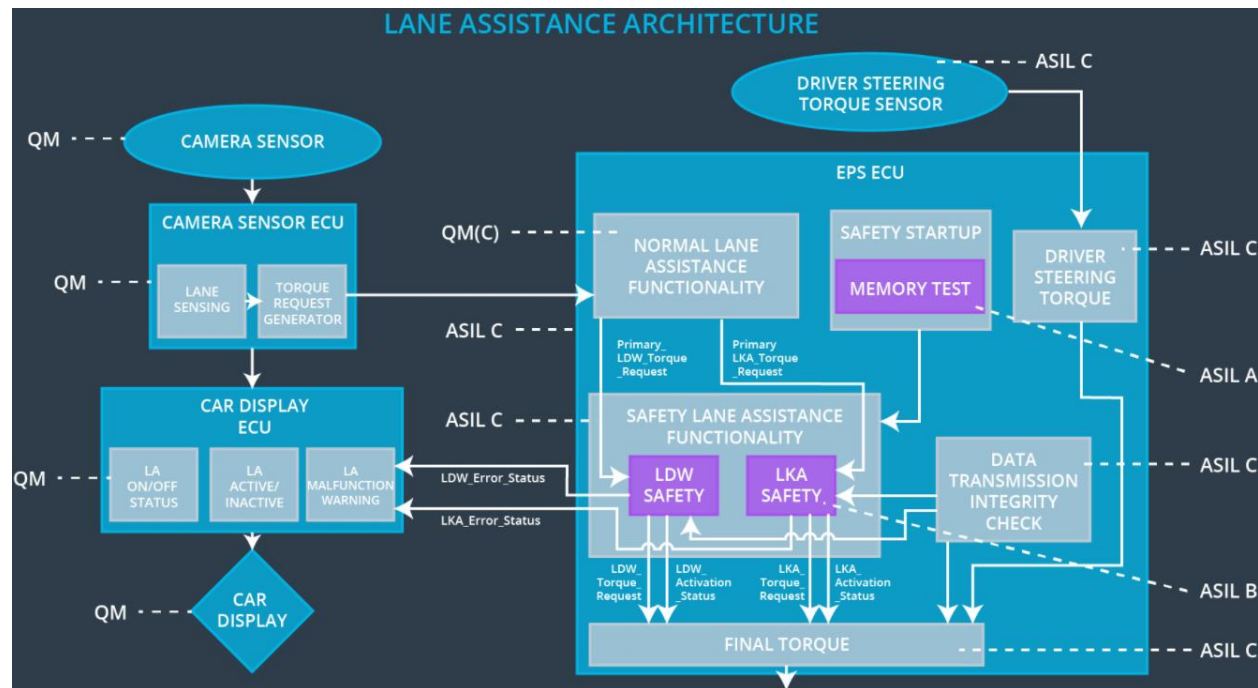 LANE ASSISTANCE ARCHITECTURE
ASIL C
DRIVER STEERING
TORQUE SENSOR
QM
CAMERA SENSOR
EPS ECU
CAMERA SENSOR ECU
QM(C)
NORMAL LANE
ASSISTANCE
FUNCTIONALITY
SAFETY STARTUP
MEMORY TEST
DRIVER
STEERING
TORQUE
ASIL C
QM
LANE
SENSING
TORQUE
REQUEST
GENERATOR
ASIL C
Primary_
LDW_Torque
_Request
Primary
LKA_Torque
_Request
ASIL A
CAR DISPLAY
ECU
ASIL C
SAFETY LANE ASSISTANCE
FUNCTIONALITY
QM
LA
ON/OFF
STATUS
LA
ACTIVE/
INACTIVE
LA
MALFUNCTION
WARNING
LDW_Error_Status
LKA_Error_Status
LDW
SAFETY
LKA
SAFETY
DATA
TRANSMISSION
INTEGRITY
CHECK
ASIL C
LDW_
Torque_
Request
LDW_
Activation
_Status
LKA_
Torque_
Request
LKA_
Activation
_Status
ASIL B
QM
CAR
DISPLAY
FINAL TORQUE
ASIL C